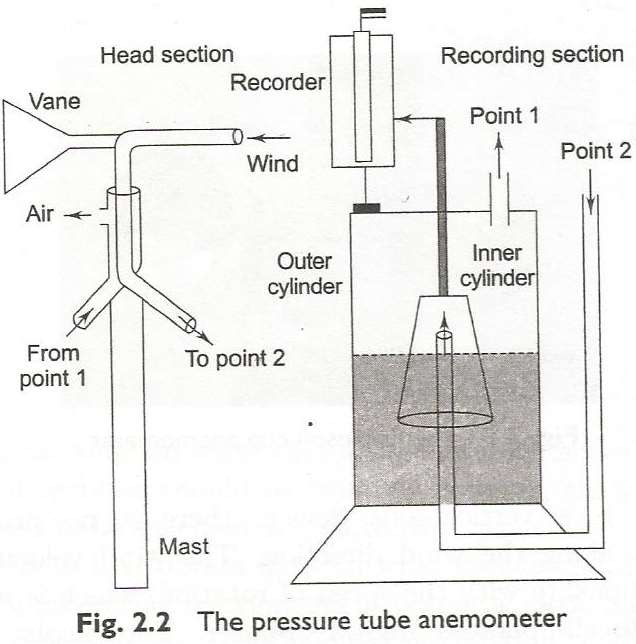 Head section
Recording section
Recorder
Vane
Point 1
Wind
Point 2
Air
Outer
cylinder
Inner
cylinder
From
point 1
To point 2
Mast
Fig. 2.2 The pressure tube anemometer